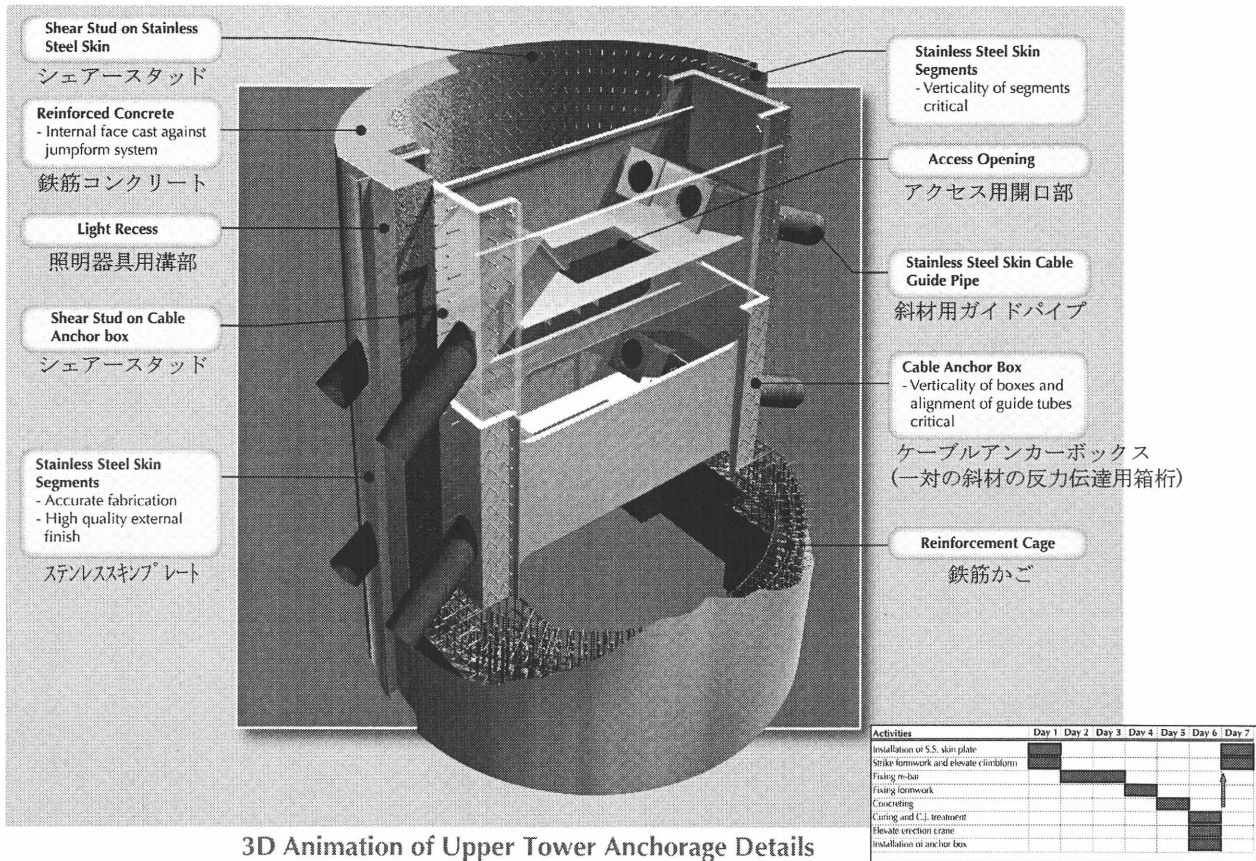 Shear Stud on Stainless
Steel Skin
シェアースタッド
Reinforced Concrete
- Internal face cast against
jumpform system
鉄筋コンクリート
Light Recess
照明器具用溝部
Shear Stud on Cable
Anchor box
シェアースタッド
Stainless Steel Skin
Segments
- Accurate fabrication
- High quality external
finish
ステンレススキンプレート
Stainless Steel Skin
Segments
- Verticality of segments
critical
Access Opening
アクセス用開口部
Stainless Steel Skin Cable
Guide Pipe
斜材用ガイドパイプ
Cable Anchor Box
- Verticality of boxes and
alignment of guide tubes
critical
ケーブルアンカーボックス
(一対の斜材の反力伝達用箱桁)
Reinforcement Cage
鉄筋かご
Activities Day 1 Day 2 Day 3 Day 4 Day 5 Day 6 Day 7
Installation of S.S. skin plate
Strike formwork and elevate climbform
Fixing re-bar
Fixing formwork
Concreting
Curing and C.J. treatment
Elevate erection crane
Installation of anchor box
3D Animation of Upper Tower Anchorage Details